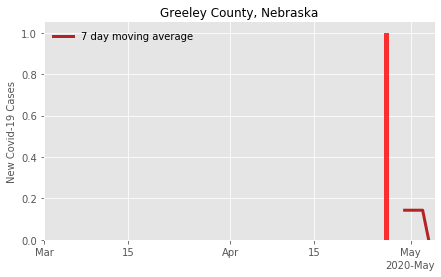 Greeley County, Nebraska
7 day moving average
New Covid-19 Cases
1.0
0.8
0.6
0.4
0.2
0.0
Mar 15 Apr 15 May
2020-May